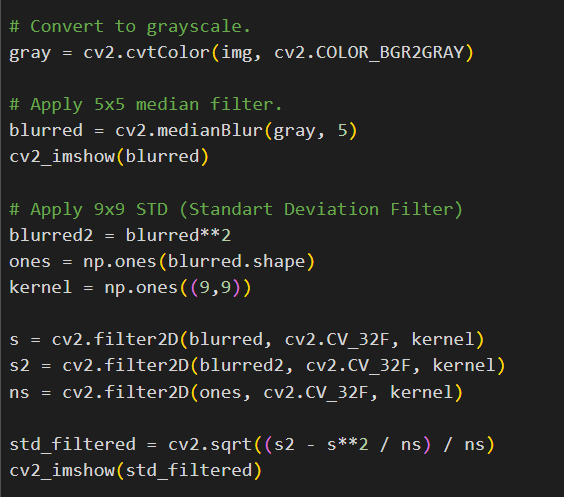 # Convert to grayscale.
gray = cv2.cvtColor(img, cv2.COLOR_BGR2GRAY)
# Apply 5x5 median filter.
blurred = cv2.medianBlur(gray, 5)
cv2_imshow(blurred)
# Apply 9x9 STD (Standart Deviation Filter)
blurred2 = blurred**2
ones = np.ones(blurred.shape)
kernel = np.ones((9,9))
s = cv2.filter2D(blurred, cv2.CV_32F, kernel)
s2 = cv2.filter2D(blurred2, cv2.CV_32F, kernel)
ns = cv2.filter2D(ones, cv2.CV_32F, kernel)
std_filtered = cv2.sqrt((s2 - s**2 / ns) / ns)
cv2_imshow(std_filtered)